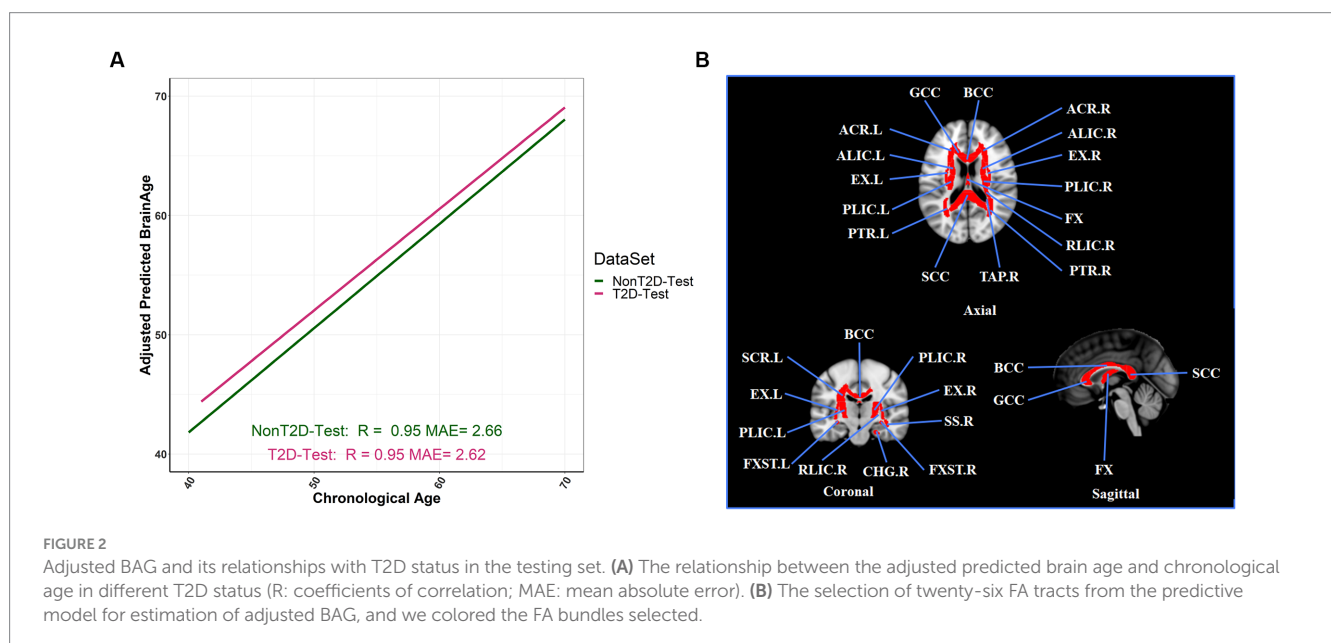 A
70
60
50
40
Adjusted Predicted Brain Age
40
50
60
70
Chronological Age
NonT2D-Test: R = 0.95 MAE= 2.66
T2D-Test: R = 0.95 MAE= 2.62
DataSet
NonT2D-Test
T2D-Test
B
GCC BCC
ACR.R
ACR.L
ALIC.R
ALIC.L
EX.R
EX.L
PLIC.R
PLIC.L
FX
PTR.L
RLIC.R
SCC TAP.R
PTR.R
Axial
BCC
SCR.L PLIC.R
EX.L EX.R
PLIC.L SS.R
FXST.L RLIC.R CHG.R FXST.R
Coronal
BCC SCC
GCC
FX
Sagittal
FIGURE 2
Adjusted BAG and its relationships with T2D status in the testing set. (A) The relationship between the adjusted predicted brain age and chronological
age in different T2D status (R: coefficients of correlation; MAE: mean absolute error). (B) The selection of twenty-six FA tracts from the predictive
model for estimation of adjusted BAG, and we colored the FA bundles selected.